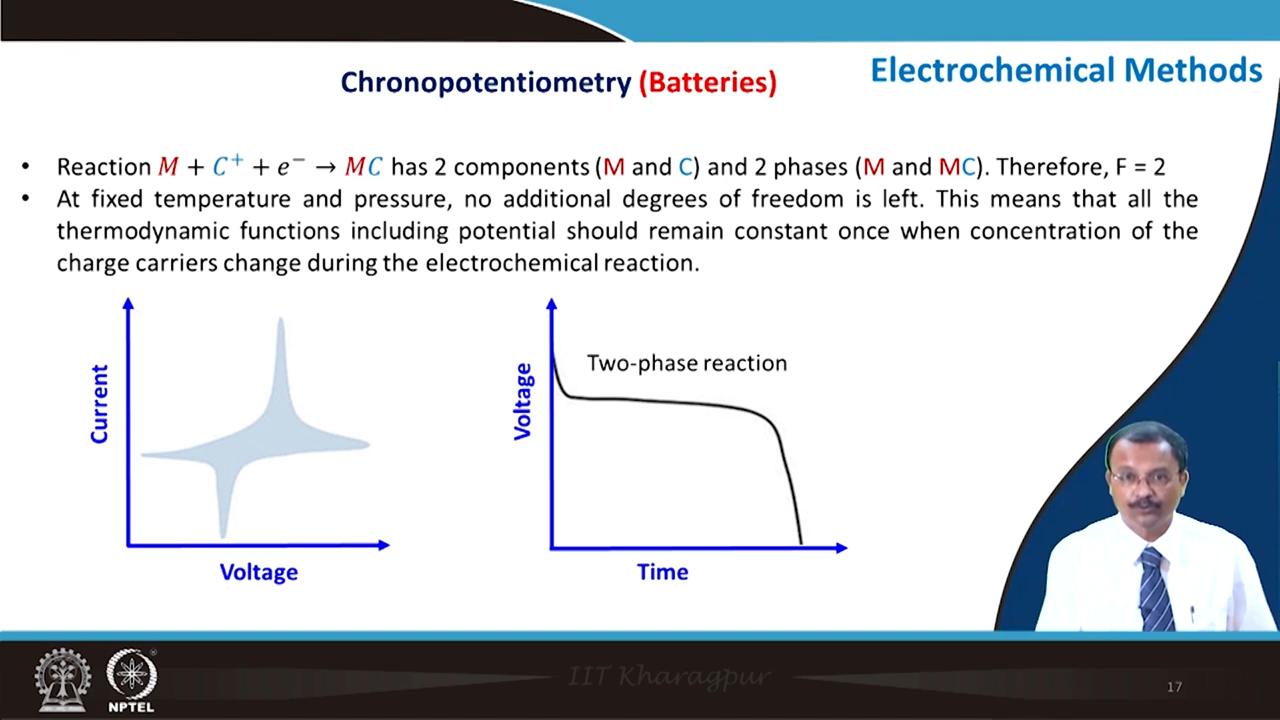 Electrochemical Methods
Chronopotentiometry (Batteries)
• Reaction M + C⁺ + e⁻ → MC has 2 components (M and C) and 2 phases (M and MC). Therefore, F = 2
• At fixed temperature and pressure, no additional degrees of freedom is left. This means that all the
thermodynamic functions including potential should remain constant once when concentration of the
charge carriers change during the electrochemical reaction.
Current
Voltage
Voltage
Two-phase reaction
Time
IIT Kharagpur
NPTEL
17